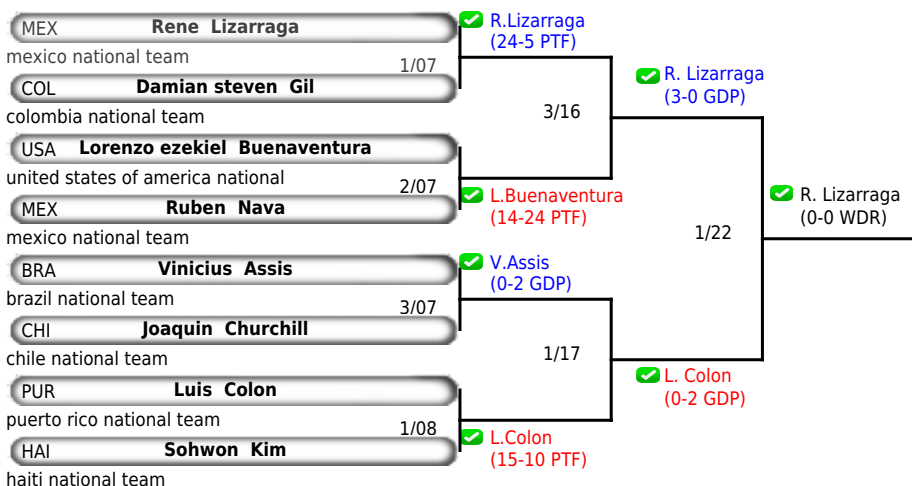 MEX Rene Lizarraga
mexico national team
1/07
COL Damian steven Gil
colombia national team
USA Lorenzo ezekiel Buenaventura
united states of america national
2/07
MEX Ruben Nava
mexico national team
BRA Vinicius Assis
brazil national team
3/07
CHI Joaquin Churchill
chile national team
PUR Luis Colon
puerto rico national team
1/08
HAI Sohwon Kim
haiti national team
R.Lizarraga
(24-5 PTF)
3/16
L.Buenaventura
(14-24 PTF)
V.Assis
(0-2 GDP)
1/17
L.Colon
(15-10 PTF)
R. Lizarraga
(3-0 GDP)
1/22
L. Colon
(0-2 GDP)
R. Lizarraga
(0-0 WDR)